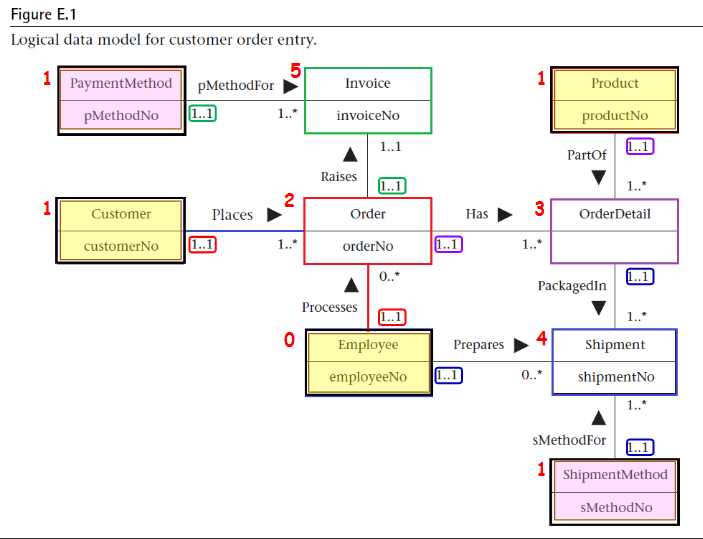 Figure E.1
Logical data model for customer order entry.
1 PaymentMethod pMethodFor 5 Invoice 1 Product
pMethodNo 1..1 1..* invoiceNo productNo
1..1 1..1
PartOf
Raises
1..1 1..*
1 Customer Places 2 Order Has 3 OrderDetail
customerNo 1..1 1..* orderNo 1..1 1..*
0..* 1..1
PackagedIn
Processes
1..1 1..*
0 Employee Prepares 4 Shipment
employeeNo 1..1 0..* shipmentNo
1..*
sMethodFor
1..1
1 ShipmentMethod
sMethodNo